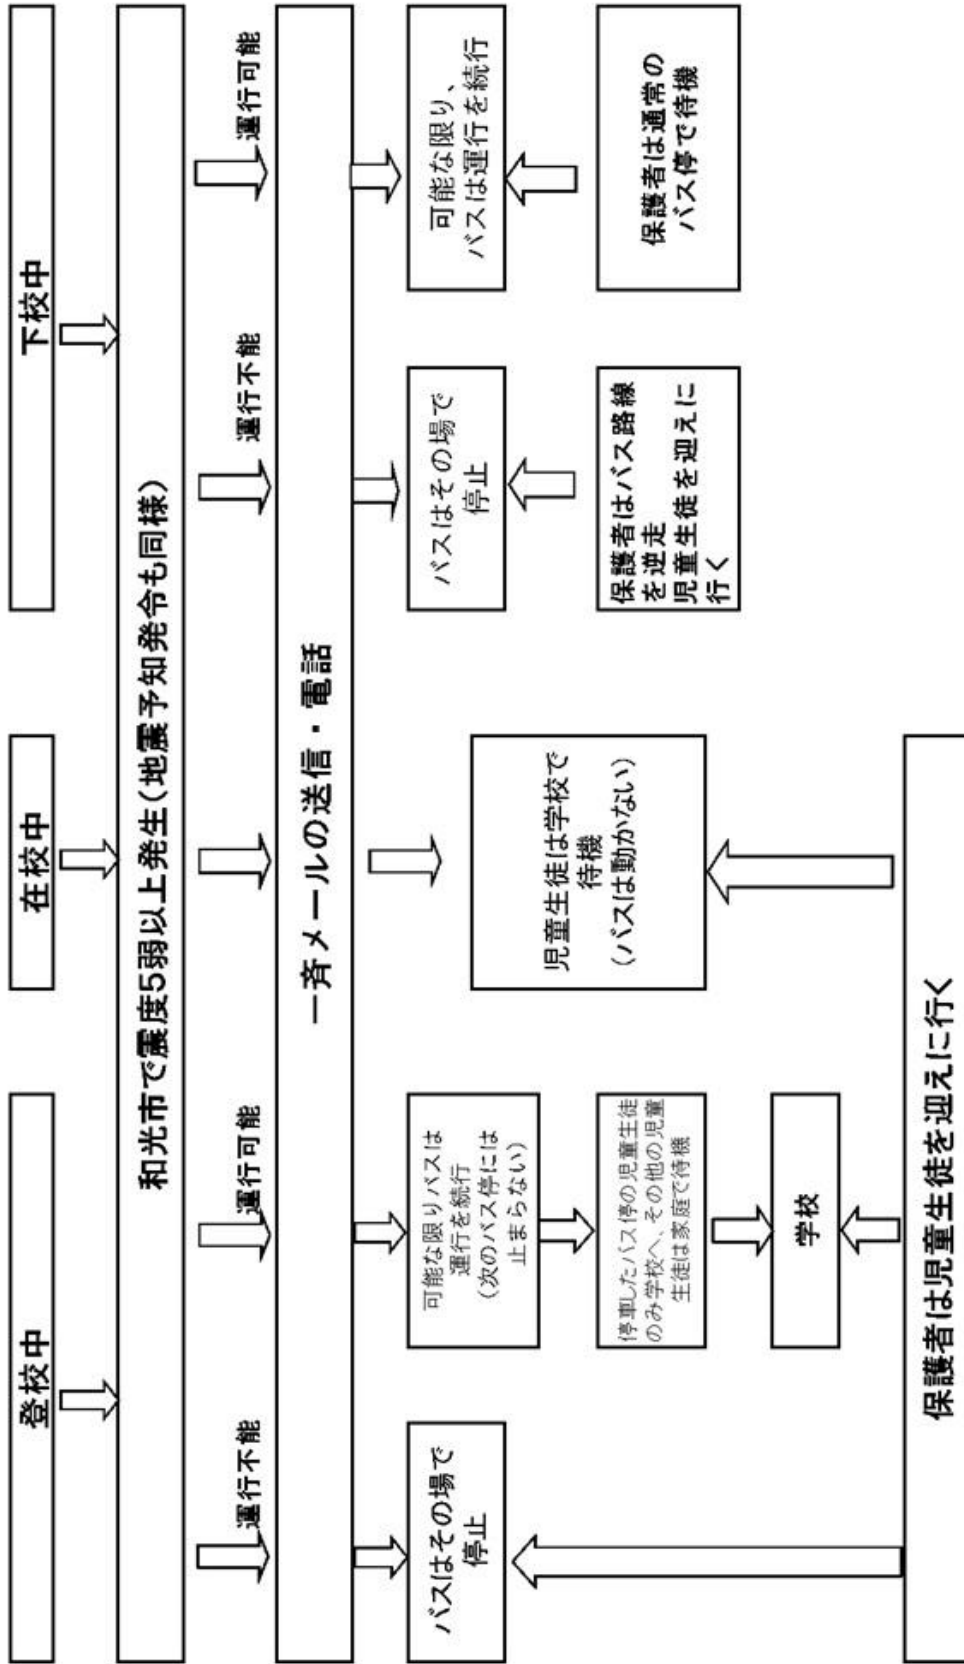 登校中
在校中
下校中
和光市で震度5弱以上発生(地震予知発令も同様)
運行不能
運行可能
運行不能
運行可能
一斉メールの送信・電話
バスはその場で
停止
可能な限りバスは
運行を続行
(次のバス停には
止まらない)
児童生徒は学校で
待機
(バスは動かない)
バスはその場で
停止
可能な限り、
バスは運行を続行
停車したバス停の児童生徒
のみ学校へ、その他の児童
生徒は家庭で待機
保護者はバス路線
を逆走
児童生徒を迎えに
行く
保護者は通常の
バス停で待機
学校
保護者は児童生徒を迎えに行く